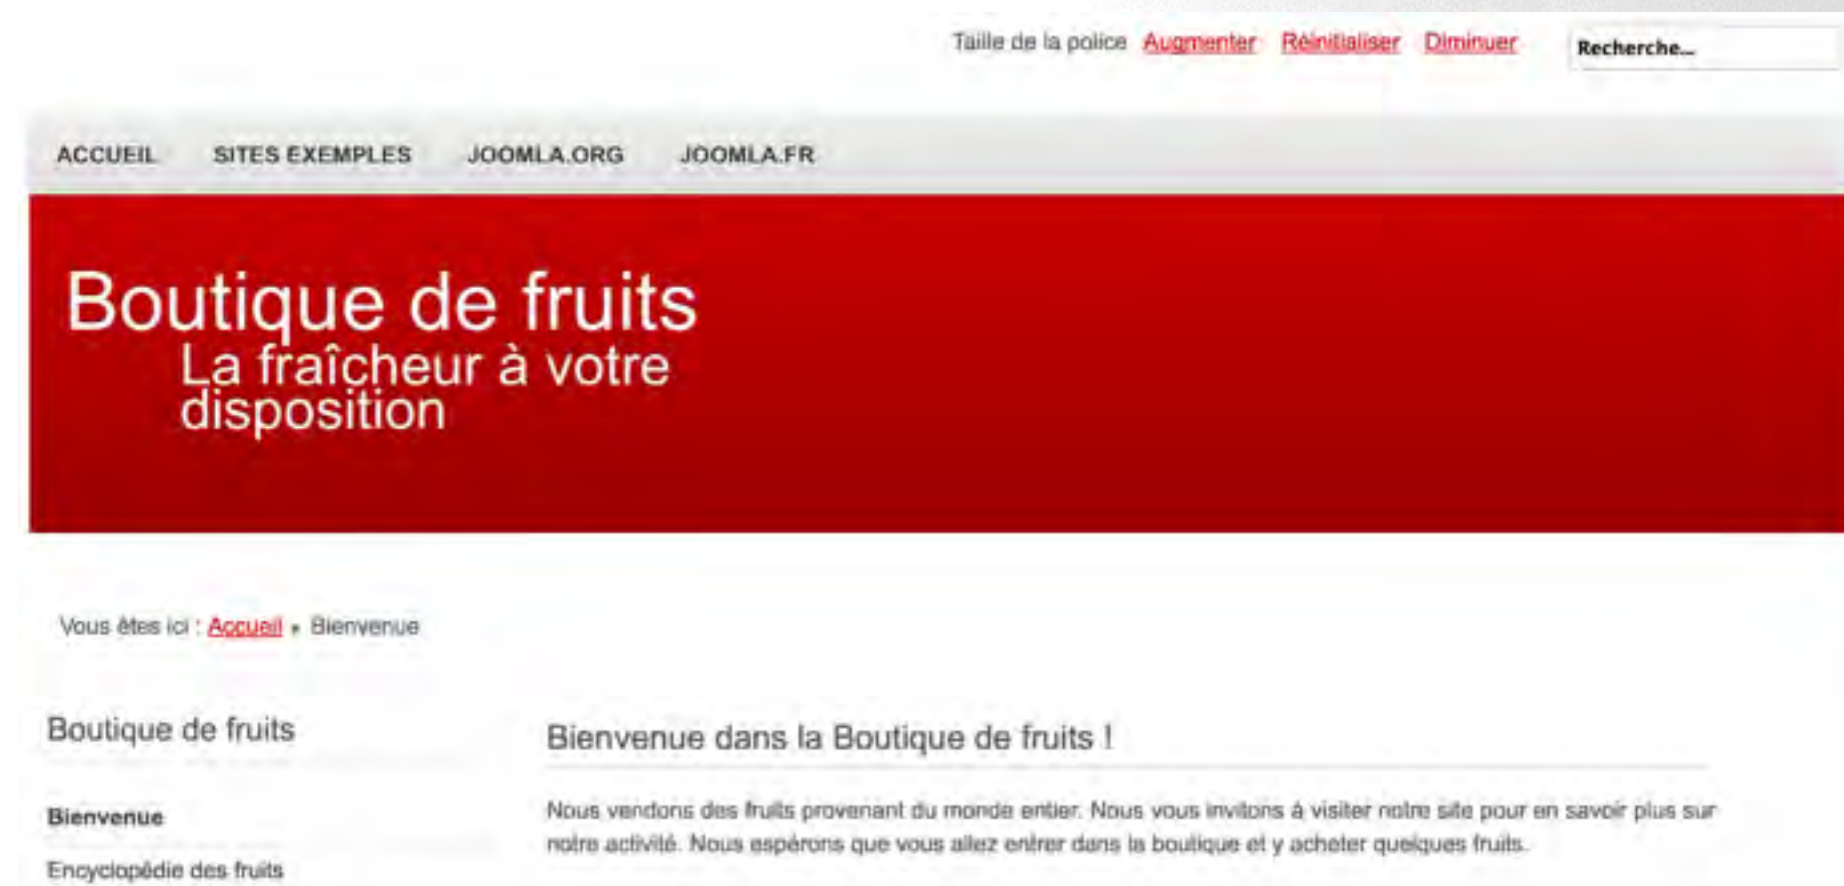 Taille de la police Augmenter Réinitialiser Diminuer Recherche...
ACCUEIL SITES EXEMPLES JOOMLA.ORG JOOMLA.FR
Boutique de fruits
La fraîcheur à votre
disposition
Vous êtes ici : Accueil Bienvenue
Boutique de fruits
Bienvenue
Encyclopédie des fruits
Bienvenue dans la Boutique de fruits !
Nous vendons des fruits provenant du monde entier. Nous vous invitons à visiter notre site pour en savoir plus sur
notre activité. Nous espérons que vous allez entrer dans la boutique et y acheter quelques fruits.